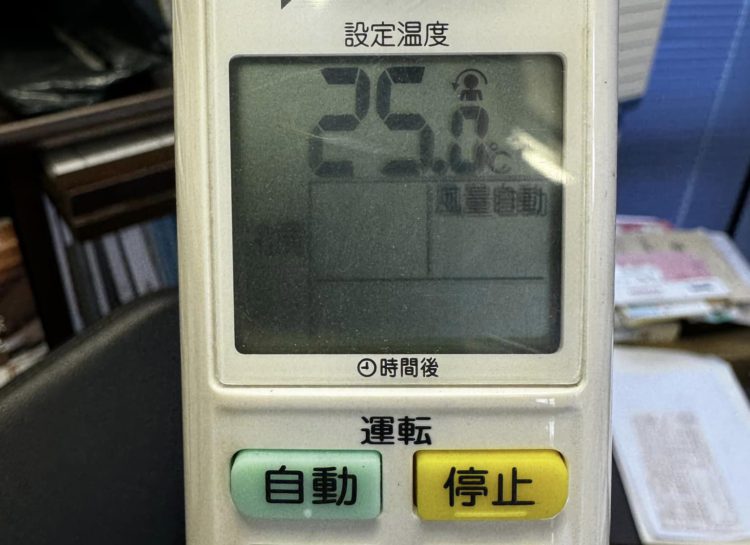 設定温度
25.0℃
風量自動
時間後
運転
自動
停止